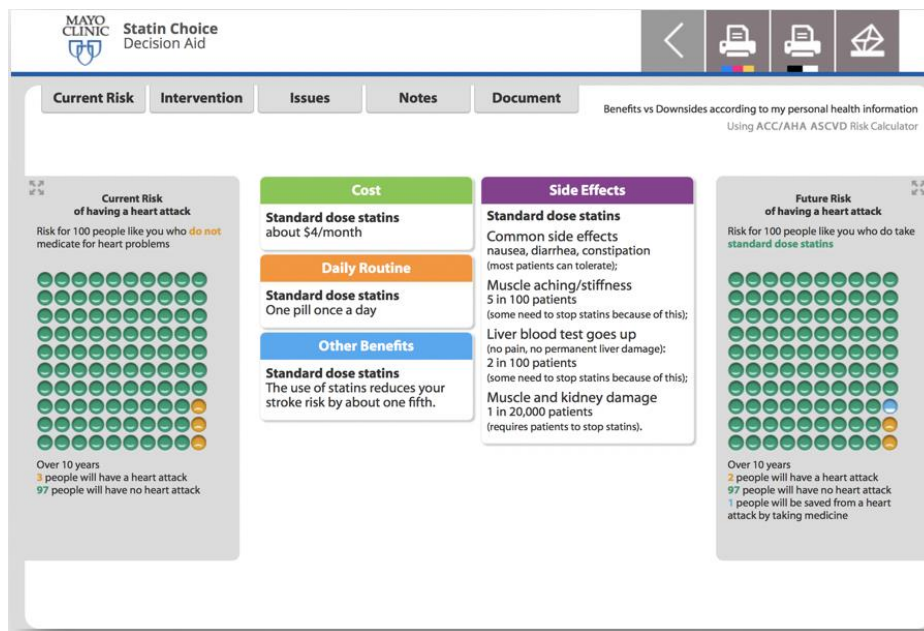 MAYO
CLINIC
Statin Choice
Decision Aid
Current Risk
Intervention
Issues
Notes
Document
Benefits vs Downsides according to my personal health information
Using ACC/AHA ASCVD Risk Calculator
Current Risk
of having a heart attack
Risk for 100 people like you who do not
medicate for heart problems
Over 10 years
3 people will have a heart attack
97 people will have no heart attack
Cost
Standard dose statins
about $4/month
Daily Routine
Standard dose statins
One pill once a day
Other Benefits
Standard dose statins
The use of statins reduces your
stroke risk by about one fifth.
Side Effects
Standard dose statins
Common side effects
nausea, diarrhea, constipation
(most patients can tolerate);
Muscle aching/stiffness
5 in 100 patients
(some need to stop statins because of this);
Liver blood test goes up
(no pain, no permanent liver damage):
2 in 100 patients
(some need to stop statins because of this);
Muscle and kidney damage
1 in 20,000 patients
(requires patients to stop statins).
Future Risk
of having a heart attack
Risk for 100 people like you who do take
standard dose statins
Over 10 years
2 people will have a heart attack
97 people will have no heart attack
1 people will be saved from a heart
attack by taking medicine